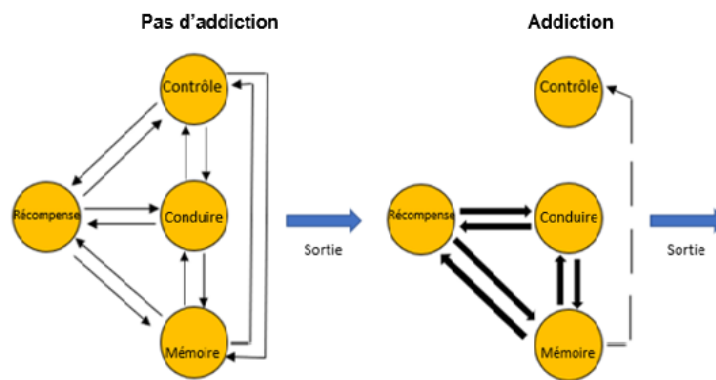 Pas d'addiction
Addiction
Contrôle
Récompense
Conduire
Mémoire
Sortie
Contrôle
Récompense
Conduire
Mémoire
Sortie